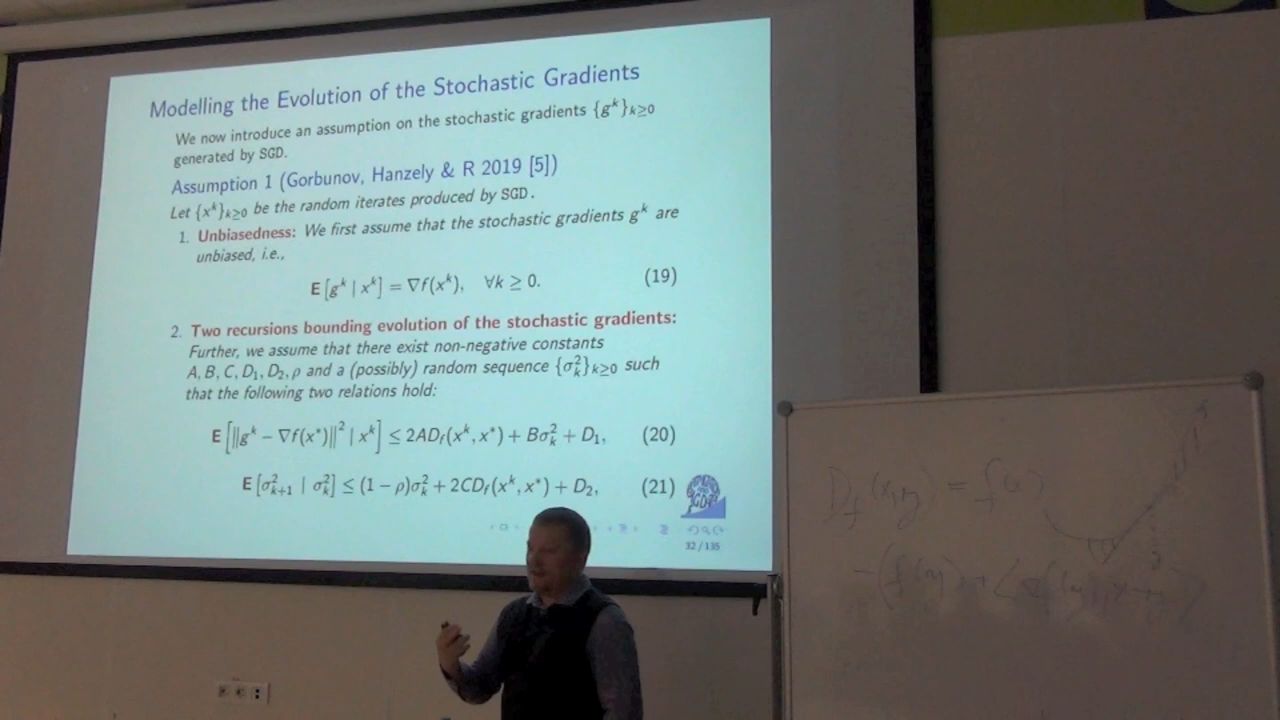 Modelling the Evolution of the Stochastic Gradients
We now introduce an assumption on the stochastic gradients {g^k}_{k≥0}
generated by SGD.
Assumption 1 (Gorbunov, Hanzely & R 2019 [5])
Let {x^k}_{k≥0} be the random iterates produced by SGD.
1. Unbiasedness: We first assume that the stochastic gradients g^k are
unbiased, i.e.,
E[g^k | x^k] = ∇f(x^k), ∀k ≥ 0. (19)
2. Two recursions bounding evolution of the stochastic gradients:
Further, we assume that there exist non-negative constants
A, B, C, D₁, D₂, ρ and a (possibly) random sequence {σ_k^2}_{k≥0} such
that the following two relations hold:
E[‖g^k − ∇f(x*)‖² | x^k] ≤ 2AD_f(x^k, x*) + Bσ_k^2 + D₁, (20)
E[σ_{k+1}^2 | σ_k^2] ≤ (1 − ρ)σ_k^2 + 2CD_f(x^k, x*) + D₂, (21)
32 / 135
D_f(x,y) = f(x)